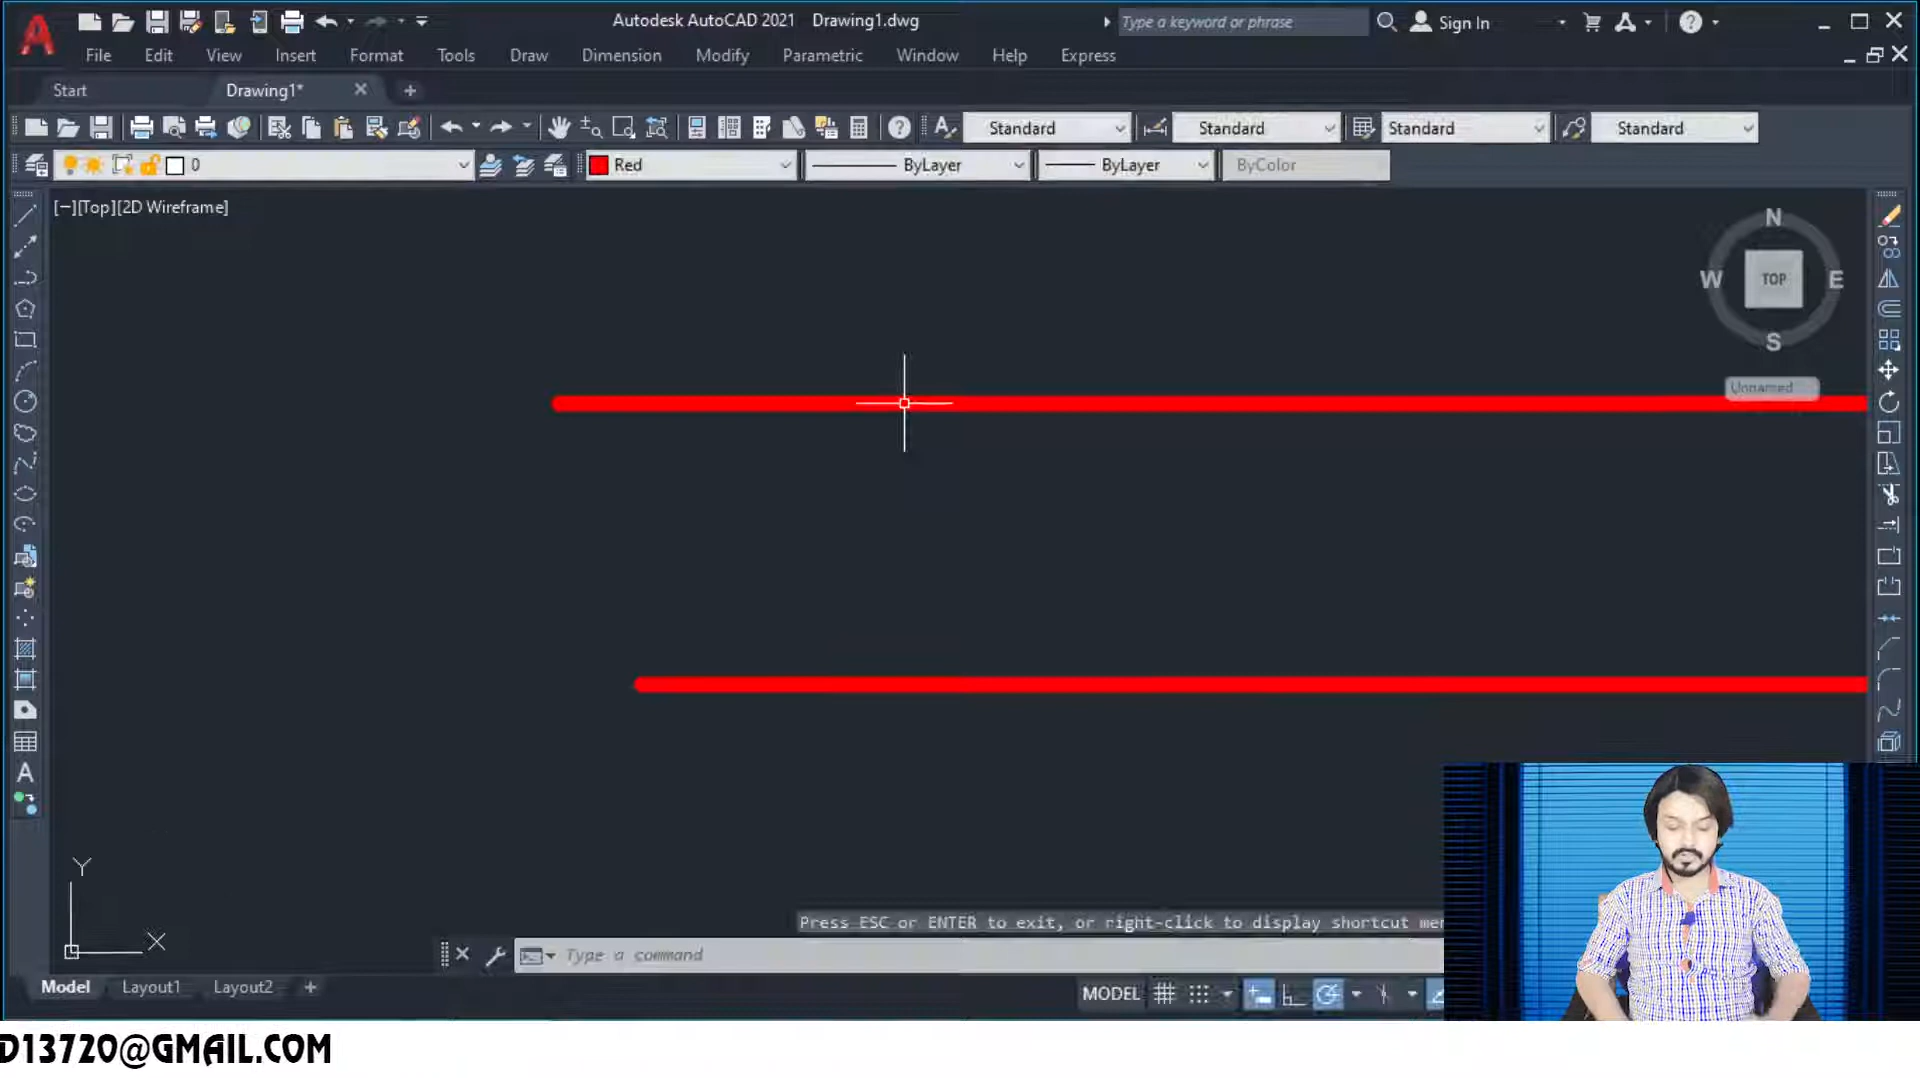 Autodesk AutoCAD 2021 Drawing1.dwg
Type a keyword or phrase
Sign In
File Edit View Insert Format Tools Draw Dimension Modify Parametric Window Help Express
Start Drawing1*
Standard Standard Standard Standard
0 Red ByLayer ByLayer ByColor
[−][Top][2D Wireframe]
N
W TOP E
S
Unnamed
Y
X
Press ESC or ENTER to exit, or right-click to display shortcut men
Type a command
Model Layout1 Layout2
MODEL
D13720@GMAIL.COM